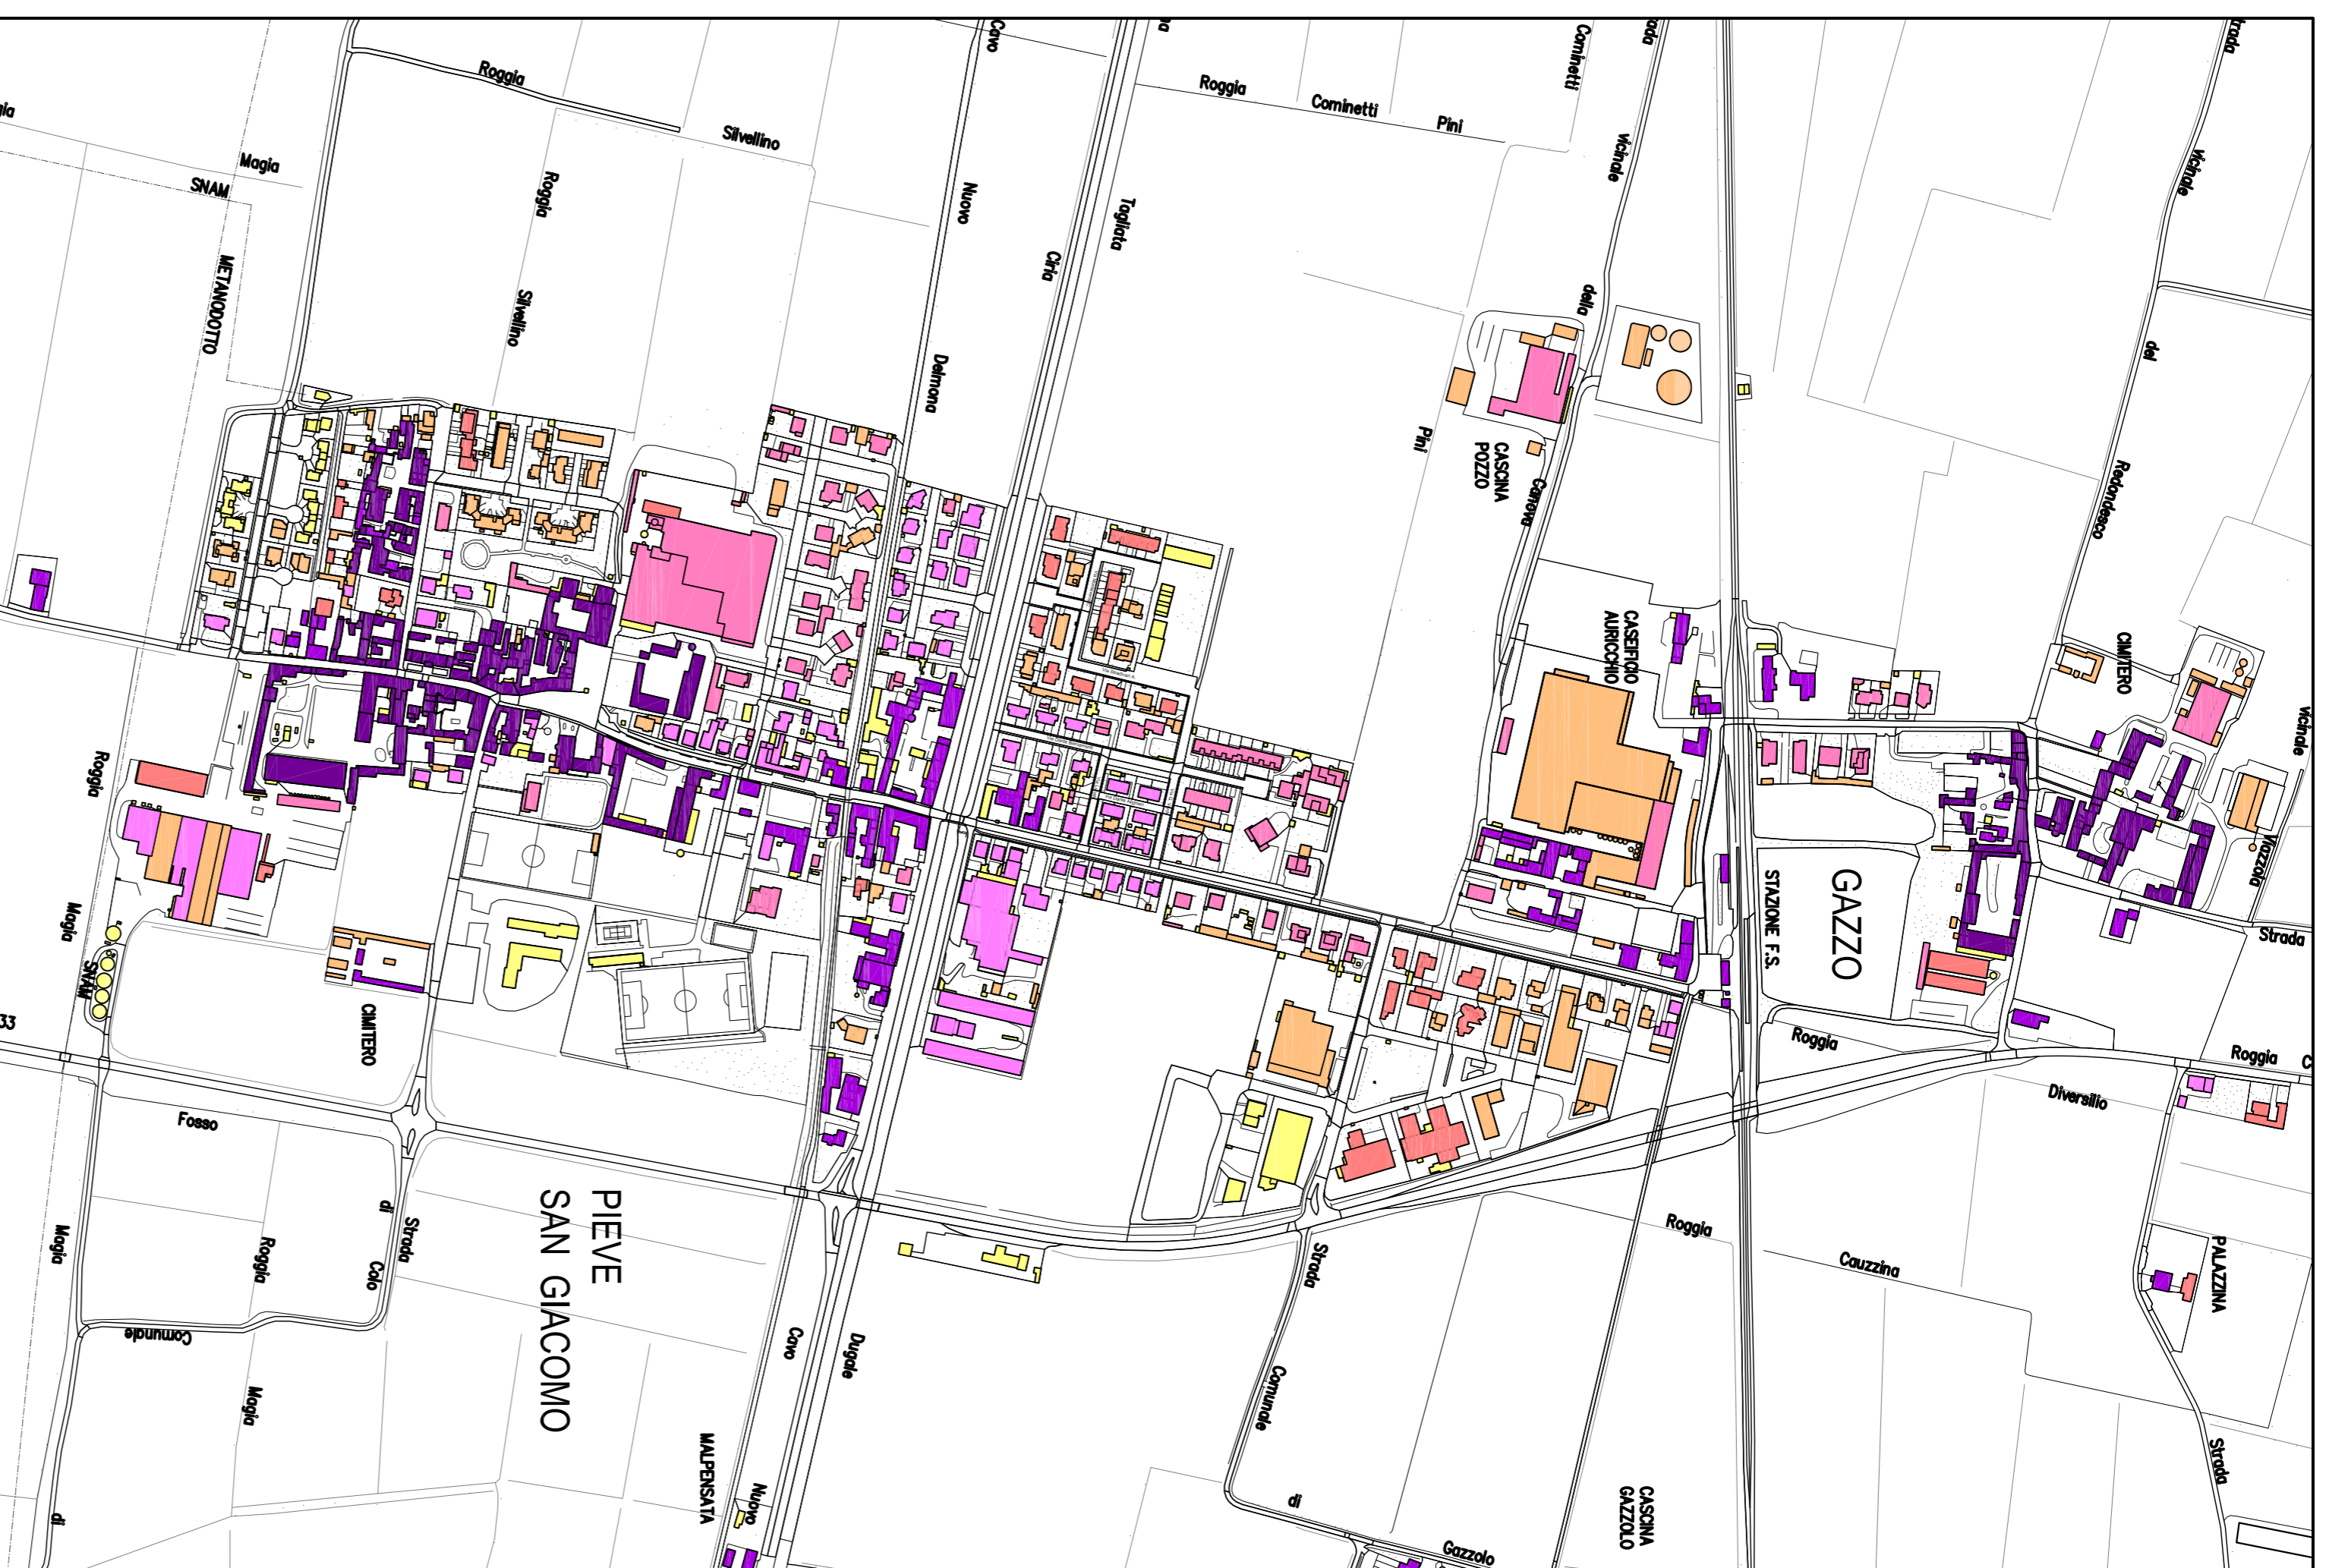 Cavo
Cominetti
Roggia
Silvellino
Roggia
Cominetti
Pini
vicinale
vicinale
Magia
SNAM
Roggia
Nuovo
Tagliata
Ciria
METANODOTTO
Silvellino
della
del
Delmona
Pini
CASCINA
POZZO
Canova
Redondesco
CASEIFICIO
AURICCHIO
CIMITERO
vicinale
Roggia
Viazzola
STAZIONE F.S.
GAZZO
Magia
SNAM
Strada
33
CIMITERO
Roggia
Roggia
C
Fosso
Diversilio
PIEVE
SAN GIACOMO
di
Strada
Colo
Roggia
Magia
Strada
Roggia
Cauzzina
PALAZZINA
Comunale
Cavo
Dugale
Magia
Comunale
MALPENSATA
Nuovo
di
Strada
CASCINA
GAZZOLO
di
Gazzolo